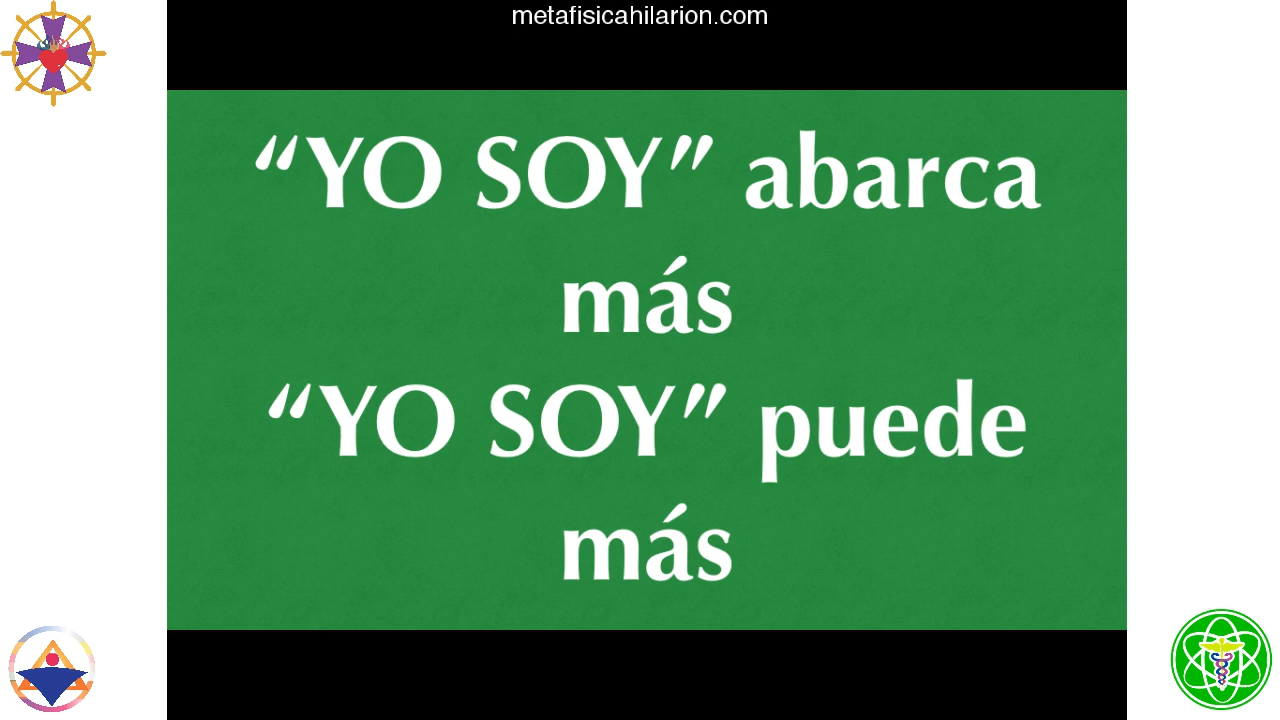 metafisicahilarion.com
“YO SOY” abarca
más
“YO SOY” puede
más